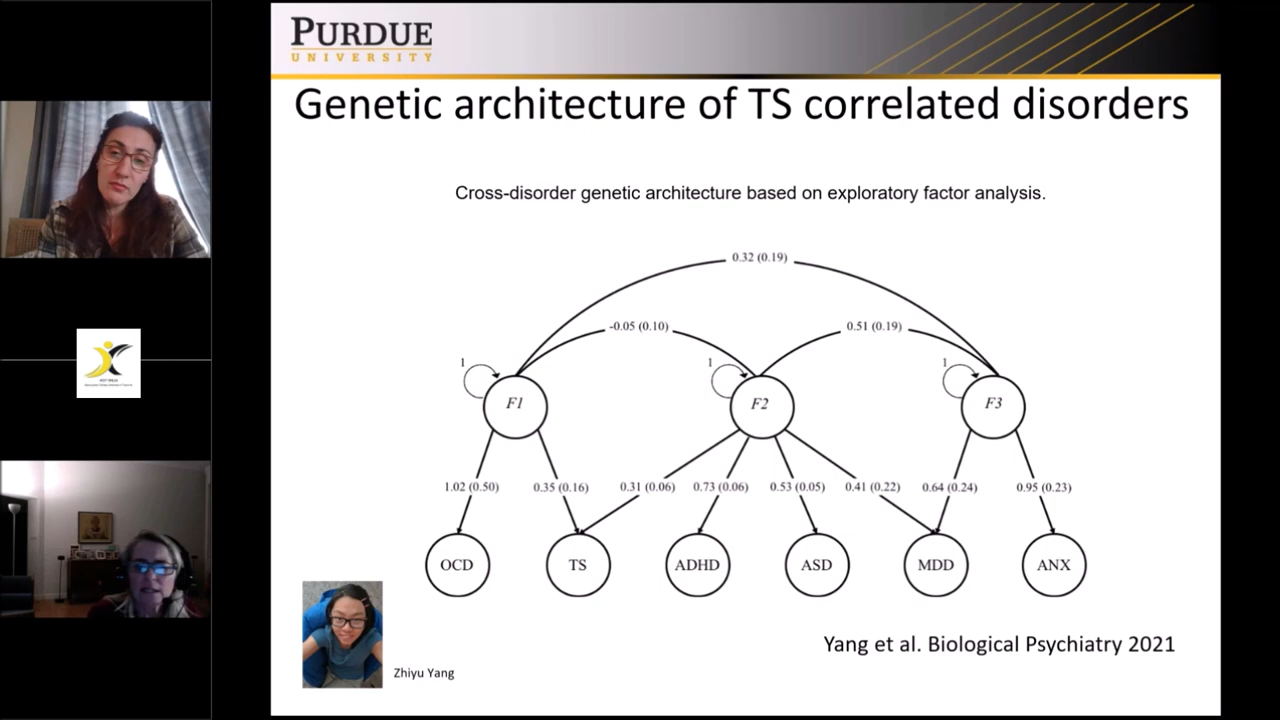 PURDUE
UNIVERSITY
Genetic architecture of TS correlated disorders
Cross-disorder genetic architecture based on exploratory factor analysis.
0.32 (0.19)
-0.05 (0.10)
0.51 (0.19)
1
1
1
F1
F2
F3
1.02 (0.50)
0.35 (0.16)
0.31 (0.06)
0.73 (0.06)
0.53 (0.05)
0.41 (0.22)
0.64 (0.24)
0.95 (0.23)
OCD
TS
ADHD
ASD
MDD
ANX
Yang et al. Biological Psychiatry 2021
Zhiyu Yang